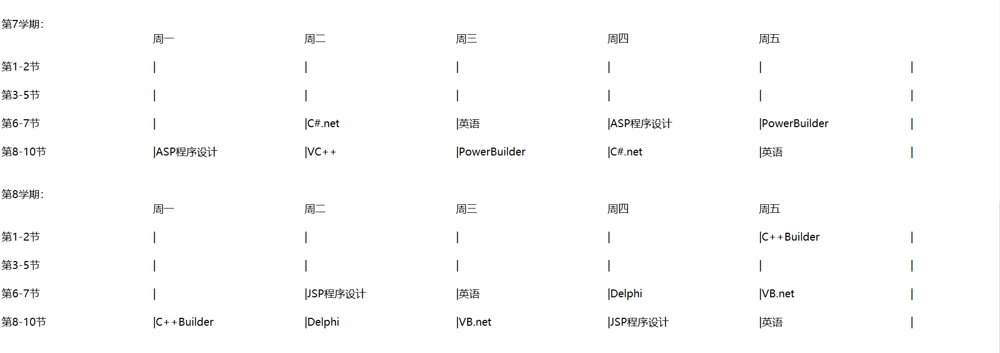 第7学期：
周一 周二 周三 周四 周五
第1-2节 | | | | | |
第3-5节 | | | | | |
第6-7节 | |C#.net |英语 |ASP程序设计 |PowerBuilder |
第8-10节 |ASP程序设计 |VC++ |PowerBuilder |C#.net |英语 |
第8学期：
周一 周二 周三 周四 周五
第1-2节 | | | | |C++Builder |
第3-5节 | | | | | |
第6-7节 | |JSP程序设计 |英语 |Delphi |VB.net |
第8-10节 |C++Builder |Delphi |VB.net |JSP程序设计 |英语 |